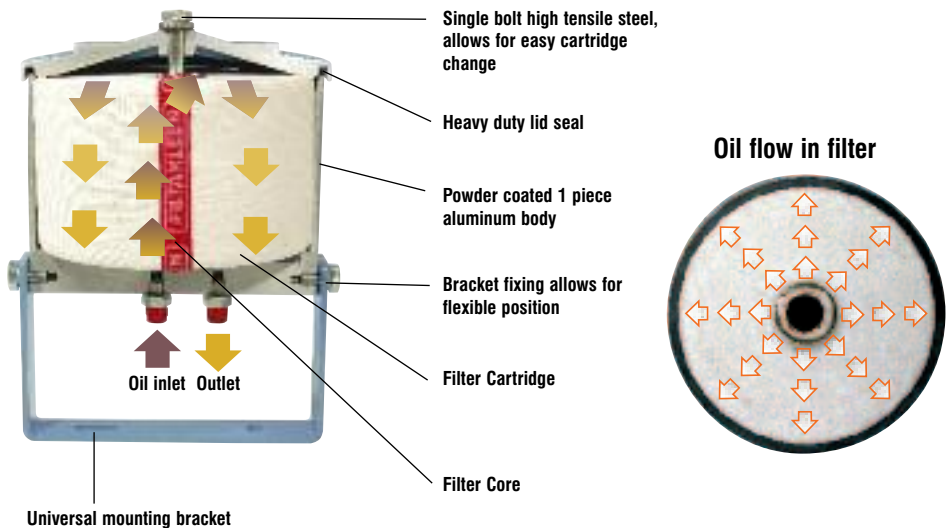 Single bolt high tensile steel,
allows for easy cartridge
change
Heavy duty lid seal
Powder coated 1 piece
aluminum body
Bracket fixing allows for
flexible position
Filter Cartridge
Filter Core
Oil inlet
Outlet
Universal mounting bracket
Oil flow in filter